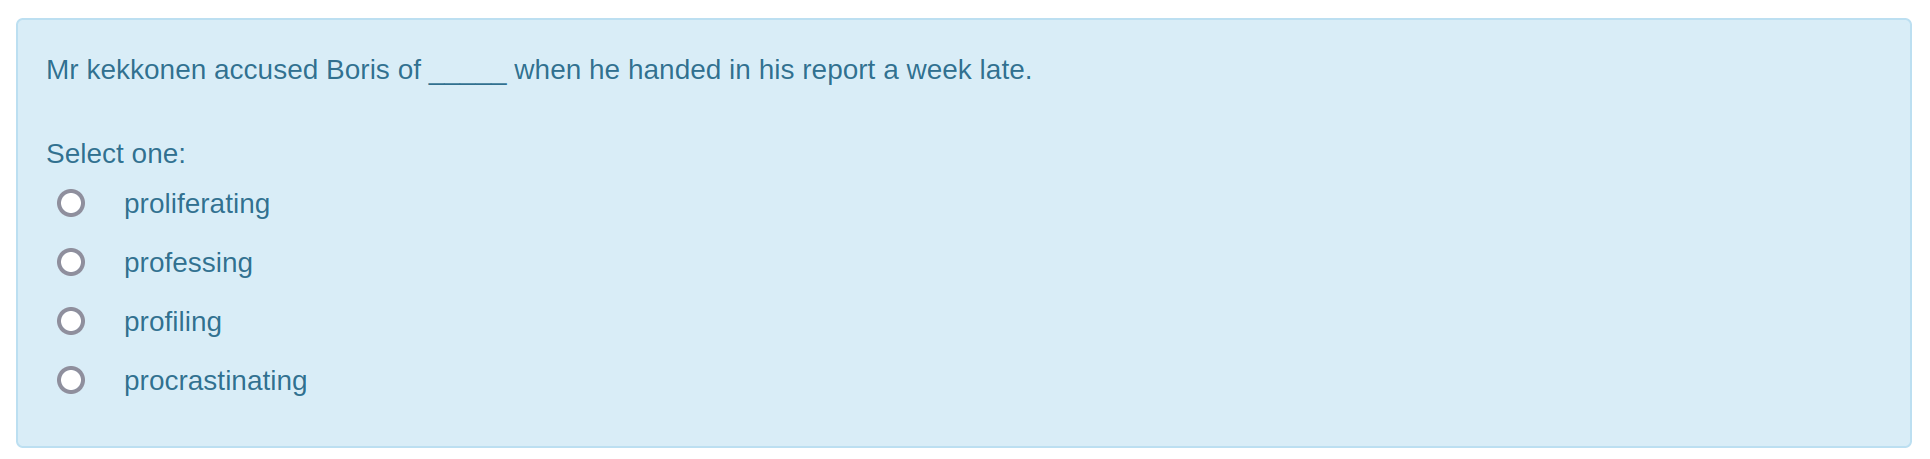 Mr kekkonen accused Boris of _____ when he handed in his report a week late.
Select one:
proliferating
professing
profiling
procrastinating